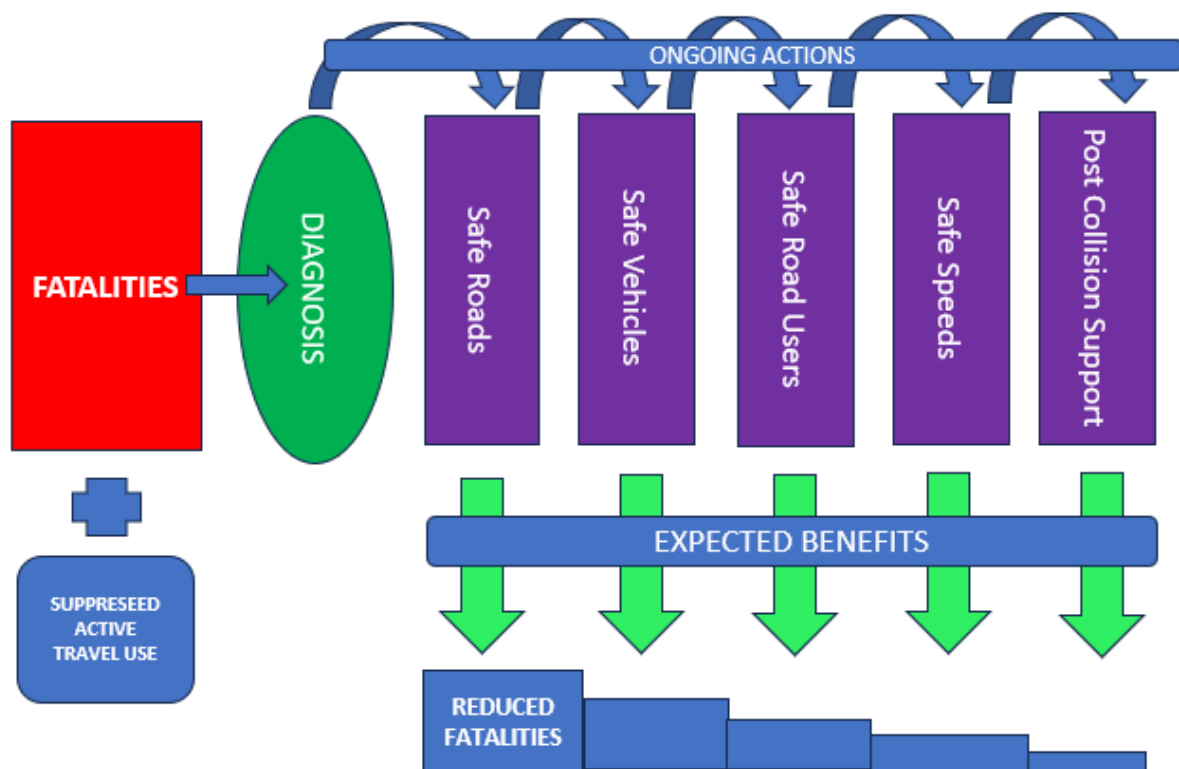 ONGOING ACTIONS
FATALITIES
DIAGNOSIS
Safe Roads
Safe Vehicles
Safe Road Users
Safe Speeds
Post Collision Support
EXPECTED BENEFITS
SUPPRESEED
ACTIVE
TRAVEL USE
REDUCED
FATALITIES